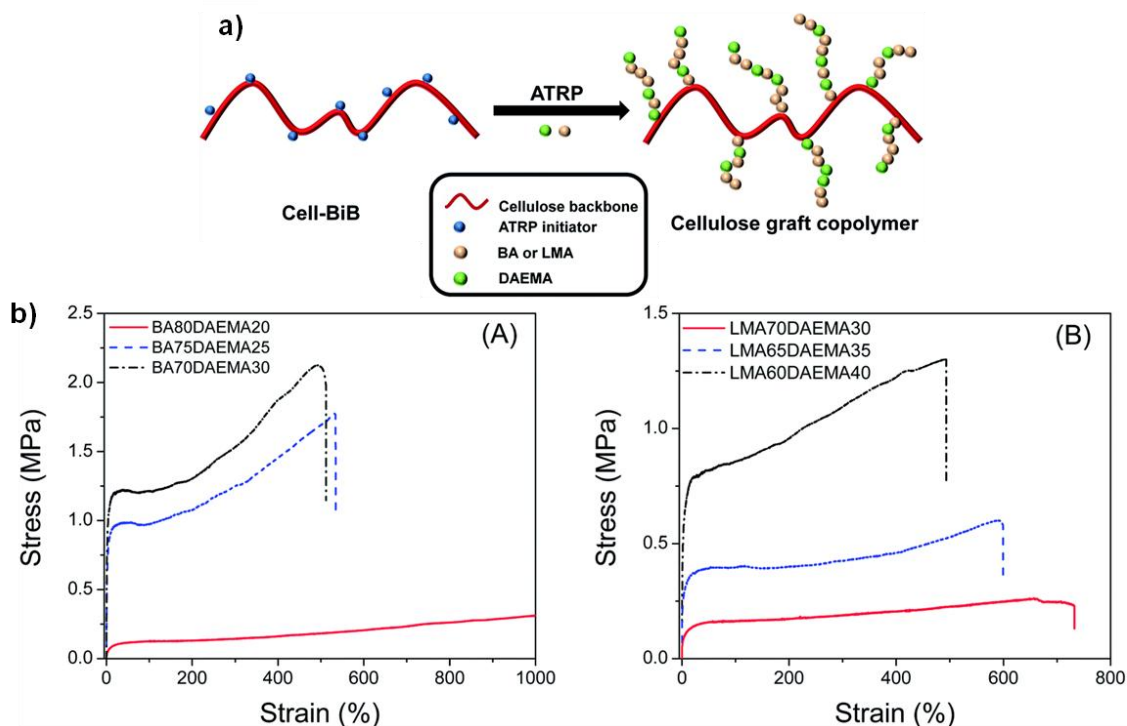 a)
ATRP
Cell-BiB
Cellulose graft copolymer
Cellulose backbone
ATRP initiator
BA or LMA
DAEMA
b)
2.5
2.0
1.5
1.0
0.5
0.0
Stress (MPa)
BA80DAEMA20
BA75DAEMA25
BA70DAEMA30
(A)
0
200
400
600
800
1000
Strain (%)
1.5
1.0
0.5
0.0
Stress (MPa)
LMA70DAEMA30
LMA65DAEMA35
LMA60DAEMA40
(B)
0
200
400
600
800
Strain (%)